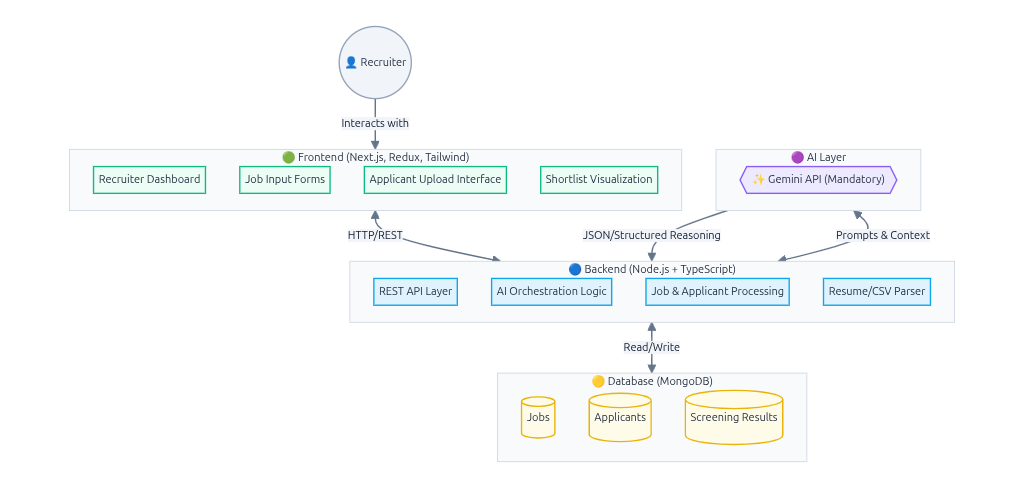 👤 Recruiter
Interacts with
🟢 Frontend (Next.js, Redux, Tailwind)
Recruiter Dashboard
Job Input Forms
Applicant Upload Interface
Shortlist Visualization
🟣 AI Layer
✨ Gemini API (Mandatory)
HTTP/REST
JSON/Structured Reasoning
Prompts & Context
🔵 Backend (Node.js + TypeScript)
REST API Layer
AI Orchestration Logic
Job & Applicant Processing
Resume/CSV Parser
Read/Write
🟡 Database (MongoDB)
Jobs
Applicants
Screening Results